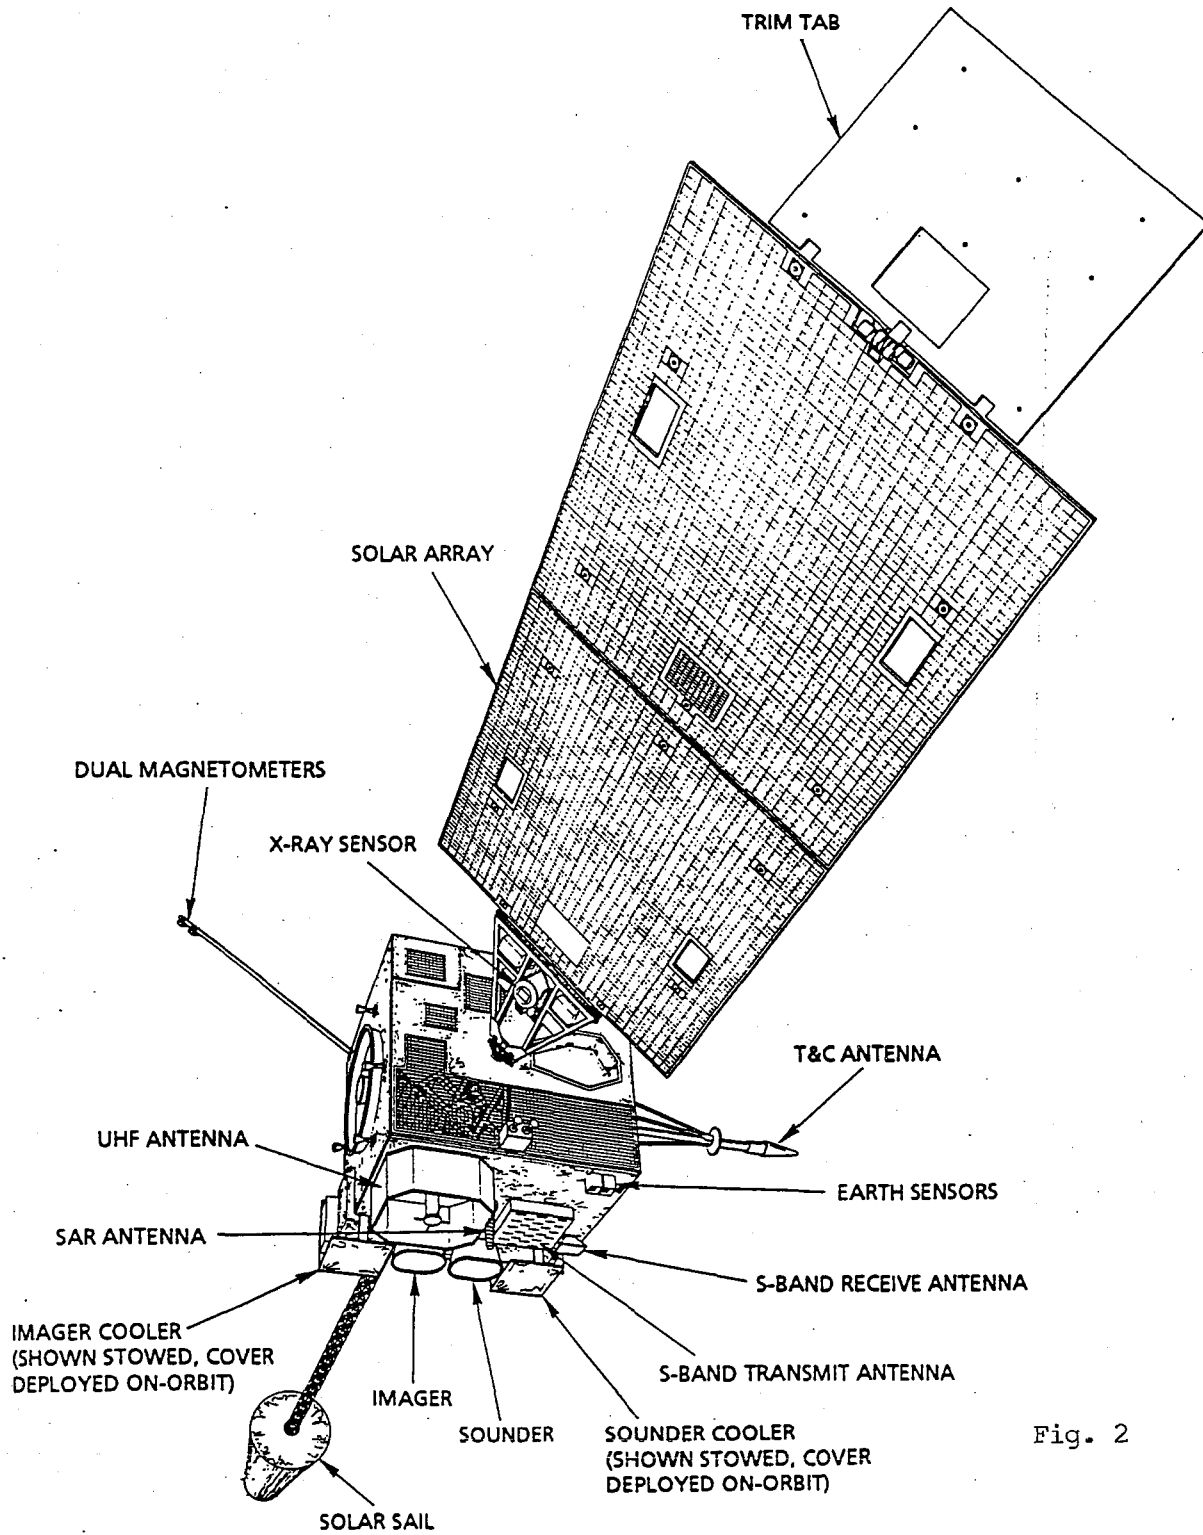 TRIM TAB
SOLAR ARRAY
DUAL MAGNETOMETERS
X-RAY SENSOR
T&C ANTENNA
UHF ANTENNA
EARTH SENSORS
SAR ANTENNA
S-BAND RECEIVE ANTENNA
IMAGER COOLER
(SHOWN STOWED, COVER
DEPLOYED ON-ORBIT)
S-BAND TRANSMIT ANTENNA
IMAGER
SOUNDER
SOUNDER COOLER
(SHOWN STOWED, COVER
DEPLOYED ON-ORBIT)
Fig. 2
SOLAR SAIL